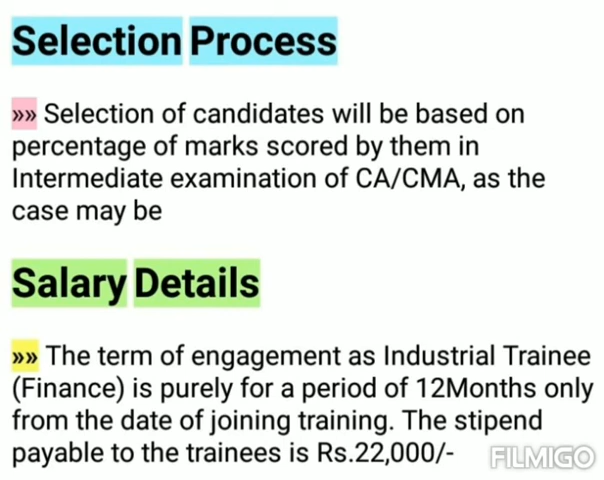 Selection Process
»» Selection of candidates will be based on
percentage of marks scored by them in
Intermediate examination of CA/CMA, as the
case may be
Salary Details
»» The term of engagement as Industrial Trainee
(Finance) is purely for a period of 12Months only
from the date of joining training. The stipend
payable to the trainees is Rs.22,000/-
FILMIGO